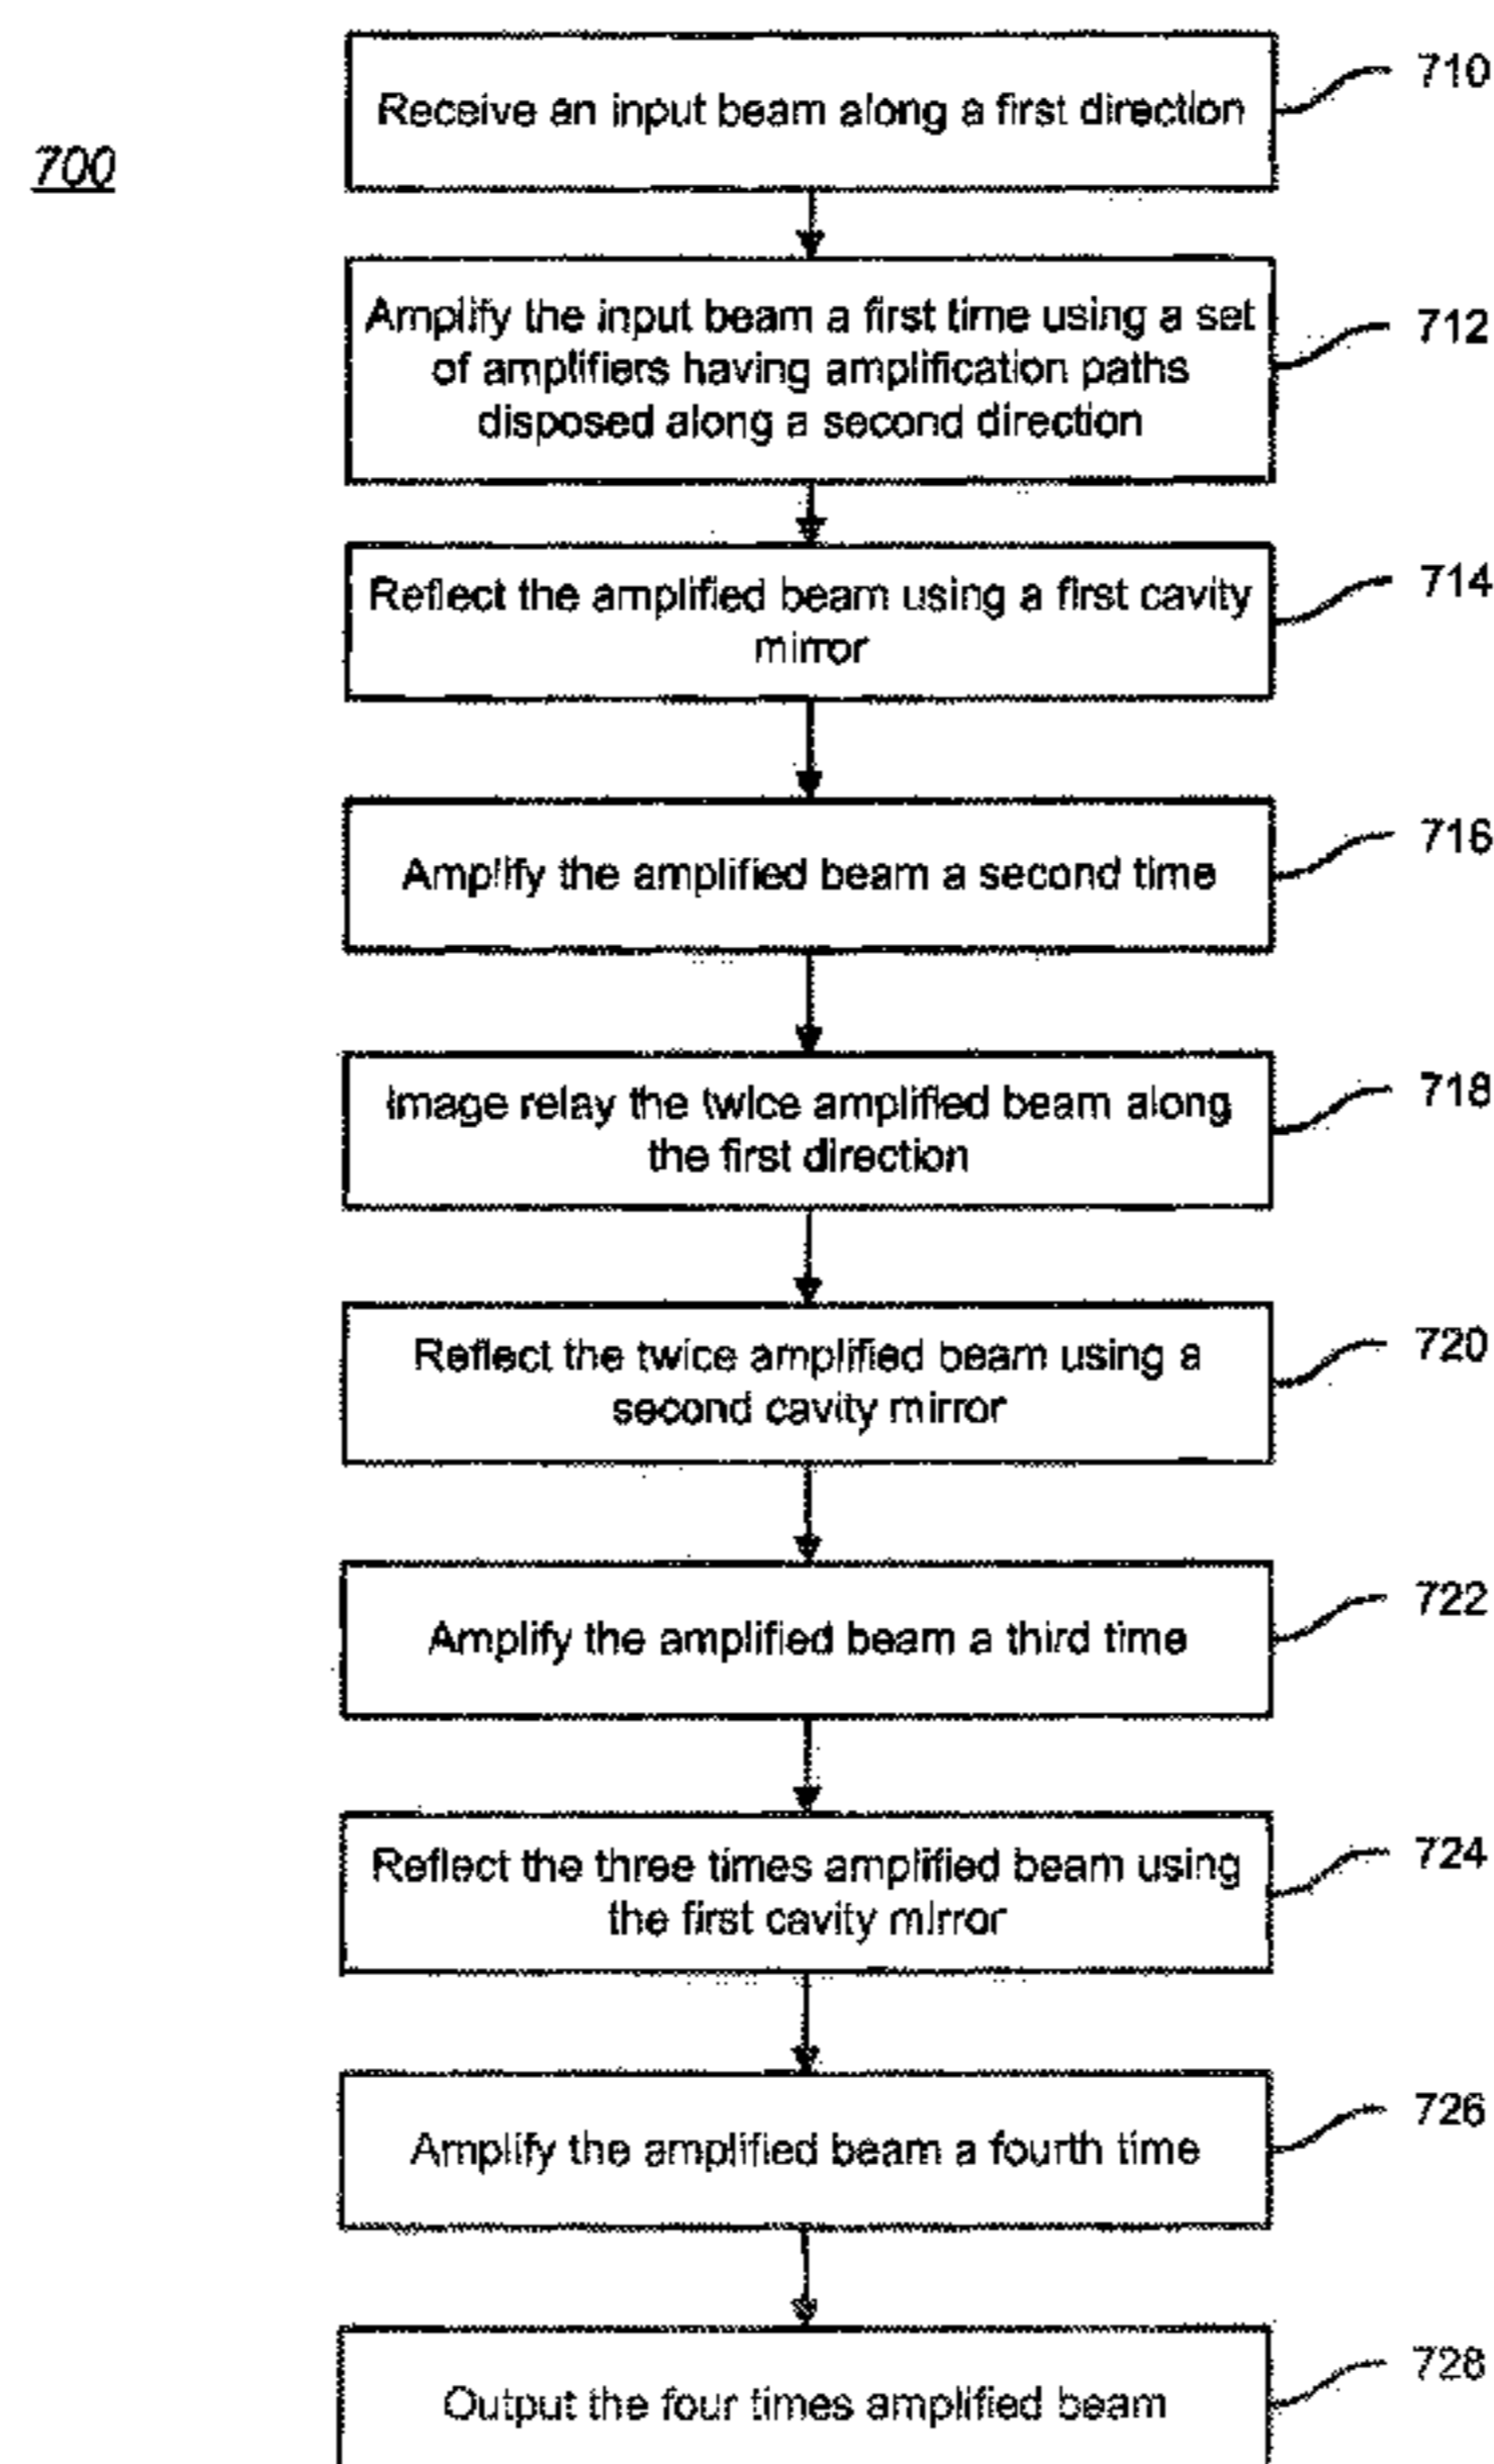 700
Receive an input beam along a first direction
710
Amplify the input beam a first time using a set
of amplifiers having amplification paths
disposed along a second direction
712
Reflect the amplified beam using a first cavity
mirror
714
Amplify the amplified beam a second time
716
Image relay the twice amplified beam along
the first direction
718
Reflect the twice amplified beam using a
second cavity mirror
720
Amplify the amplified beam a third time
722
Reflect the three times amplified beam using
the first cavity mirror
724
Amplify the amplified beam a fourth time
726
Output the four times amplified beam
728